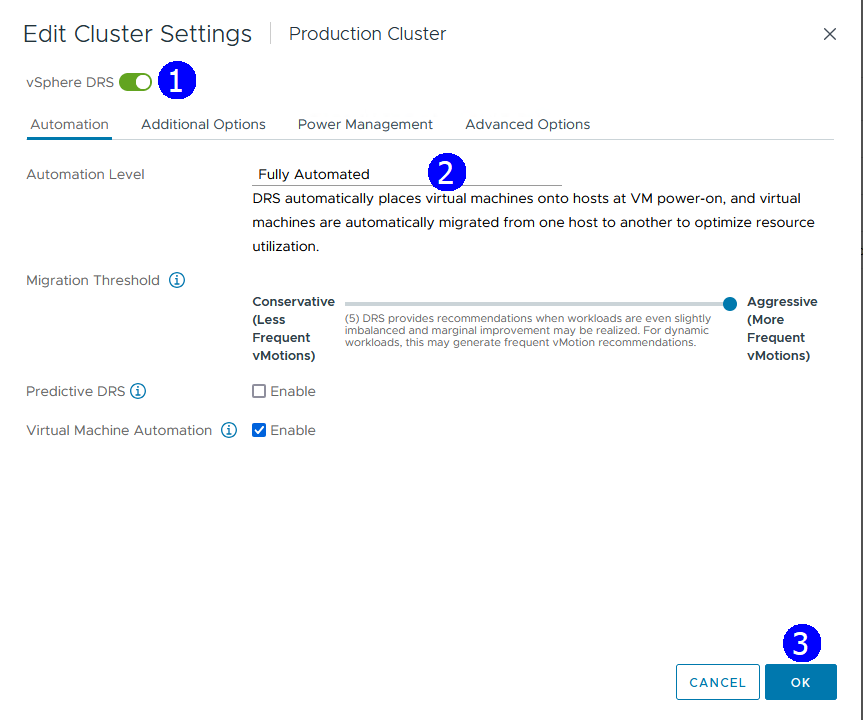 Edit Cluster Settings | Production Cluster
vSphere DRS 1
Automation Additional Options Power Management Advanced Options
Automation Level Fully Automated 2
DRS automatically places virtual machines onto hosts at VM power-on, and virtual
machines are automatically migrated from one host to another to optimize resource
utilization.
Migration Threshold
Conservative
(Less
Frequent
vMotions)
(5) DRS provides recommendations when workloads are even slightly
imbalanced and marginal improvement may be realized. For dynamic
workloads, this may generate frequent vMotion recommendations.
Aggressive
(More
Frequent
vMotions)
Predictive DRS Enable
Virtual Machine Automation Enable
3
CANCEL OK